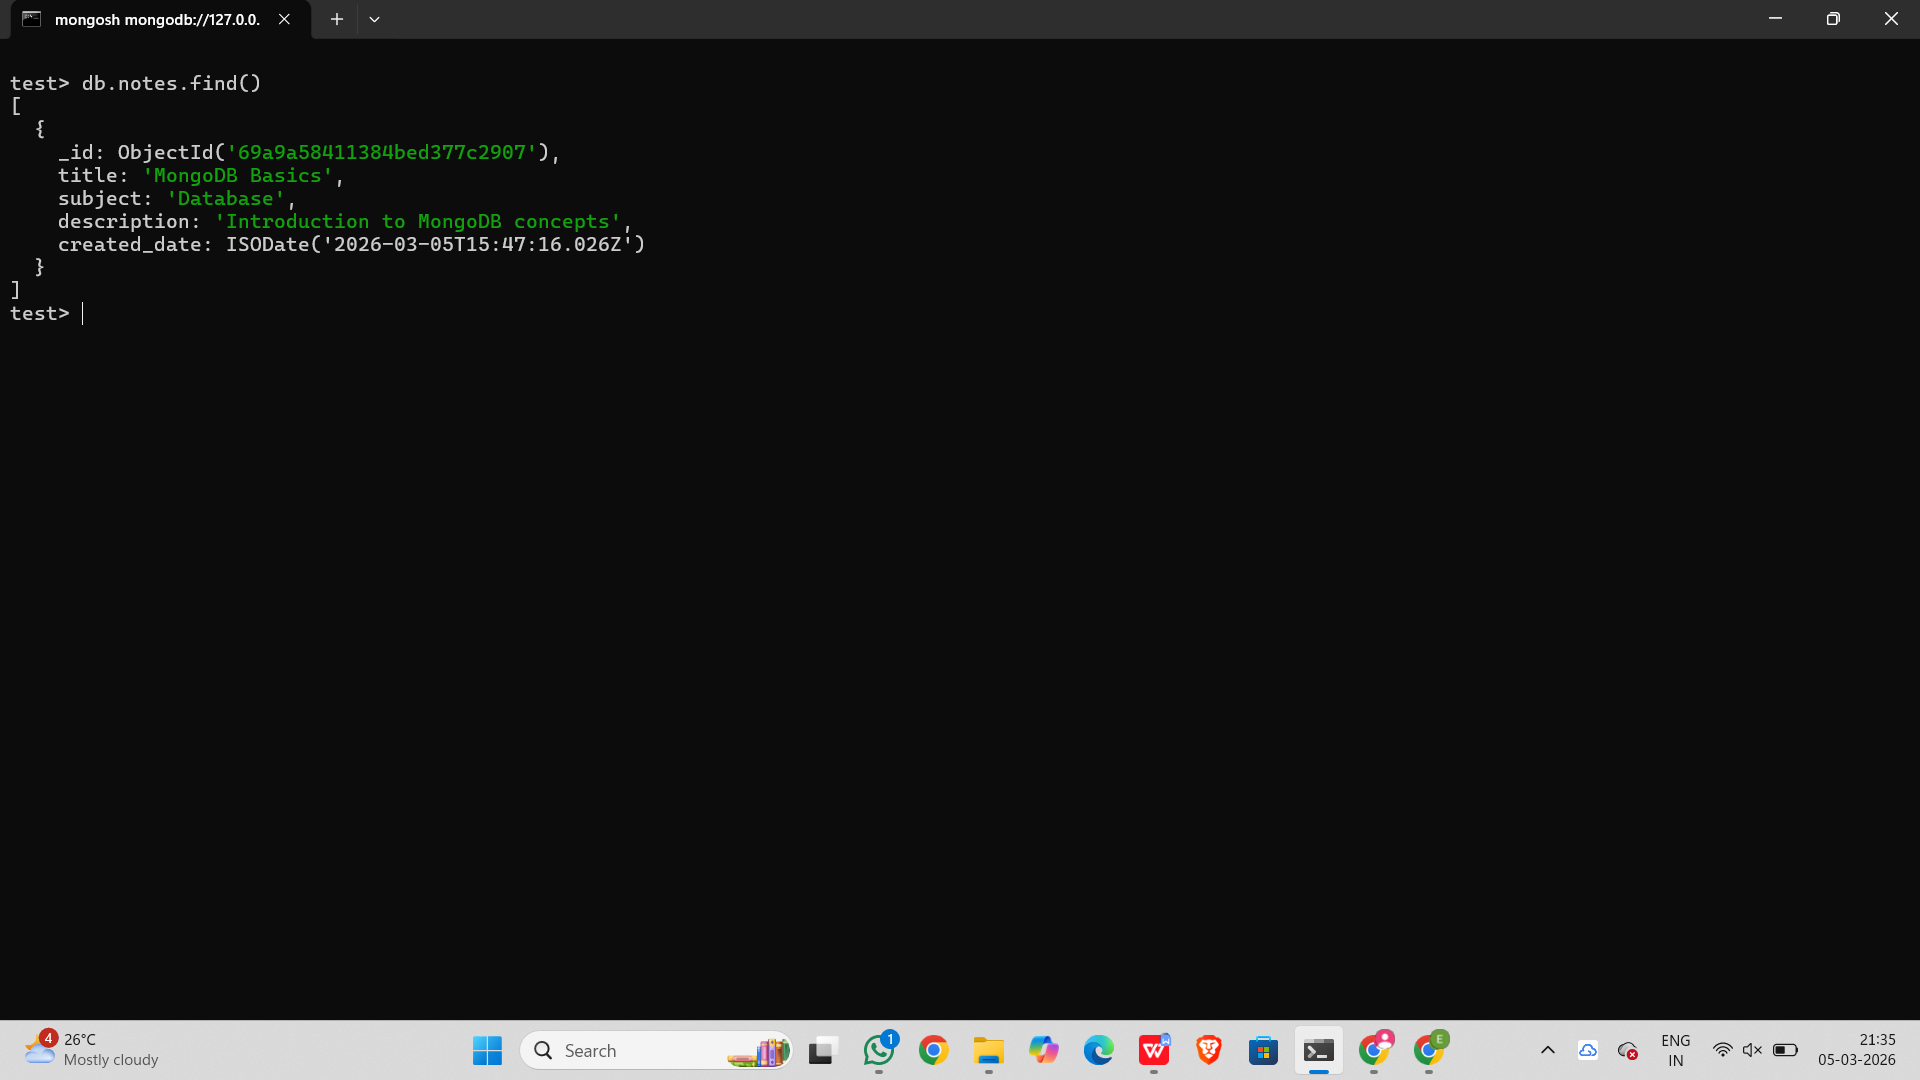 mongosh mongodb://127.0.0.
test> db.notes.find()
[
  {
    _id: ObjectId('69a9a58411384bed377c2907'),
    title: 'MongoDB Basics',
    subject: 'Database',
    description: 'Introduction to MongoDB concepts',
    created_date: ISODate('2026-03-05T15:47:16.026Z')
  }
]
test>
4
26°C
Mostly cloudy
Search
1
W
E
ENG
IN
21:35
05-03-2026